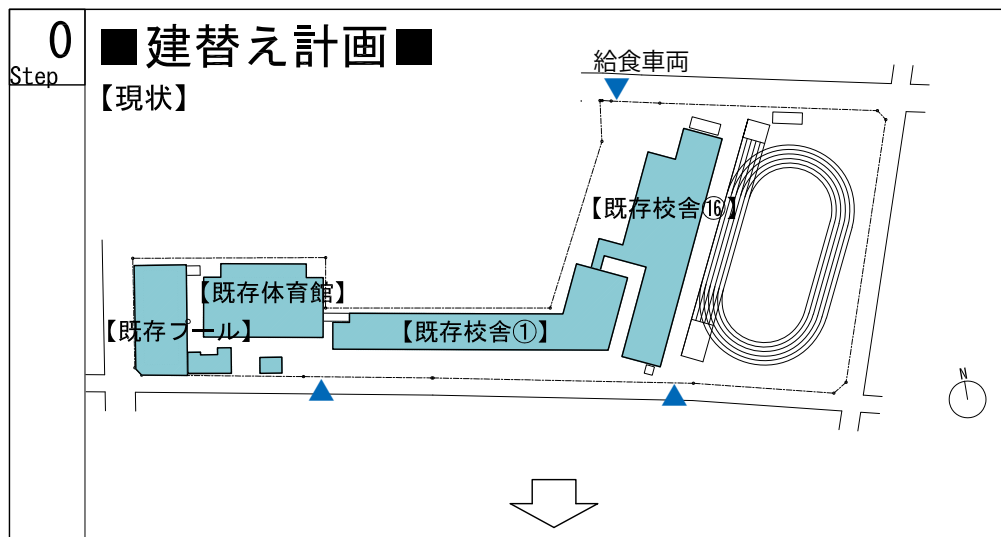 0
Step
■建替え計画■
【現状】
給食車両
【既存校舎⑯】
【既存体育館】
【既存プール】
【既存校舎①】
N